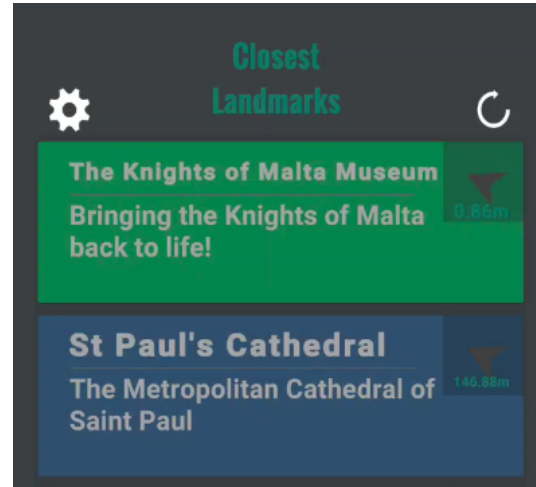 Closest
Landmarks
The Knights of Malta Museum
0.86m
Bringing the Knights of Malta
back to life!
St Paul's Cathedral
146.88m
The Metropolitan Cathedral of
Saint Paul